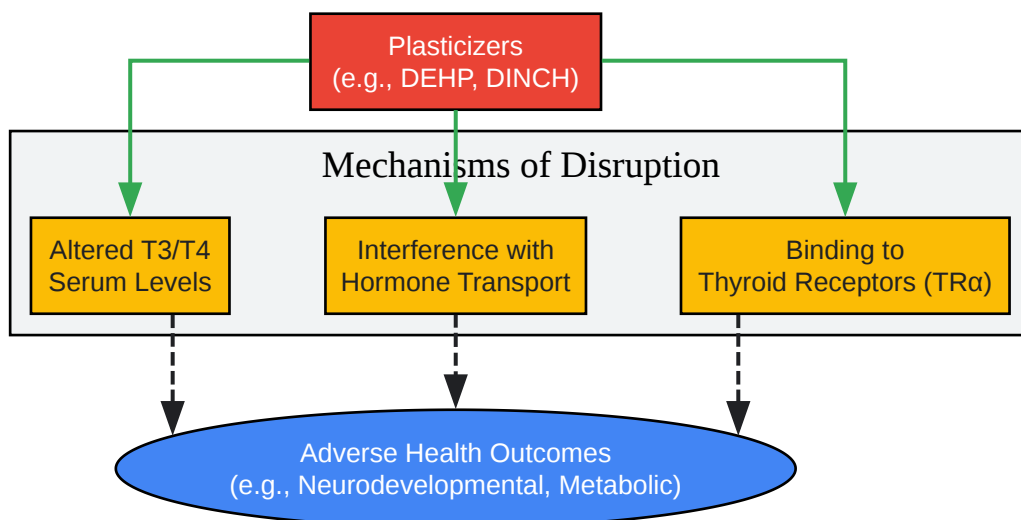 Plasticizers
(e.g., DEHP, DINCH)
Mechanisms of Disruption
Altered T3/T4
Serum Levels
Interference with
Hormone Transport
Binding to
Thyroid Receptors (TRα)
Adverse Health Outcomes
(e.g., Neurodevelopmental, Metabolic)